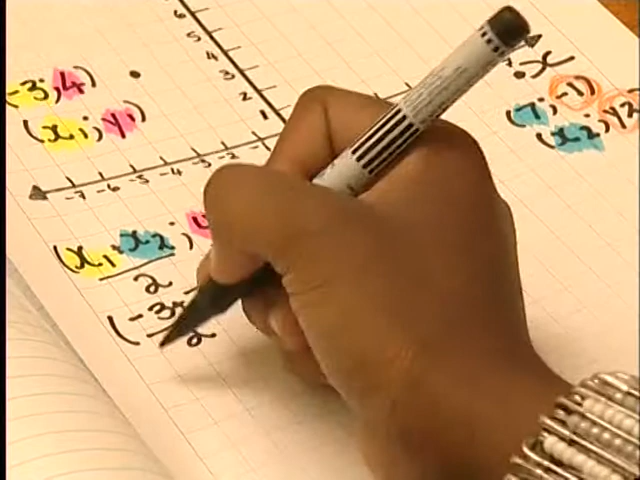 6
5
4
3
2
1
(-3;4)
(x1;y1)
x
(7;-1)
(x2;y2
-7 -6 -5 -4 -3 -2 -1
(x1+x2;
2
(-3+
2